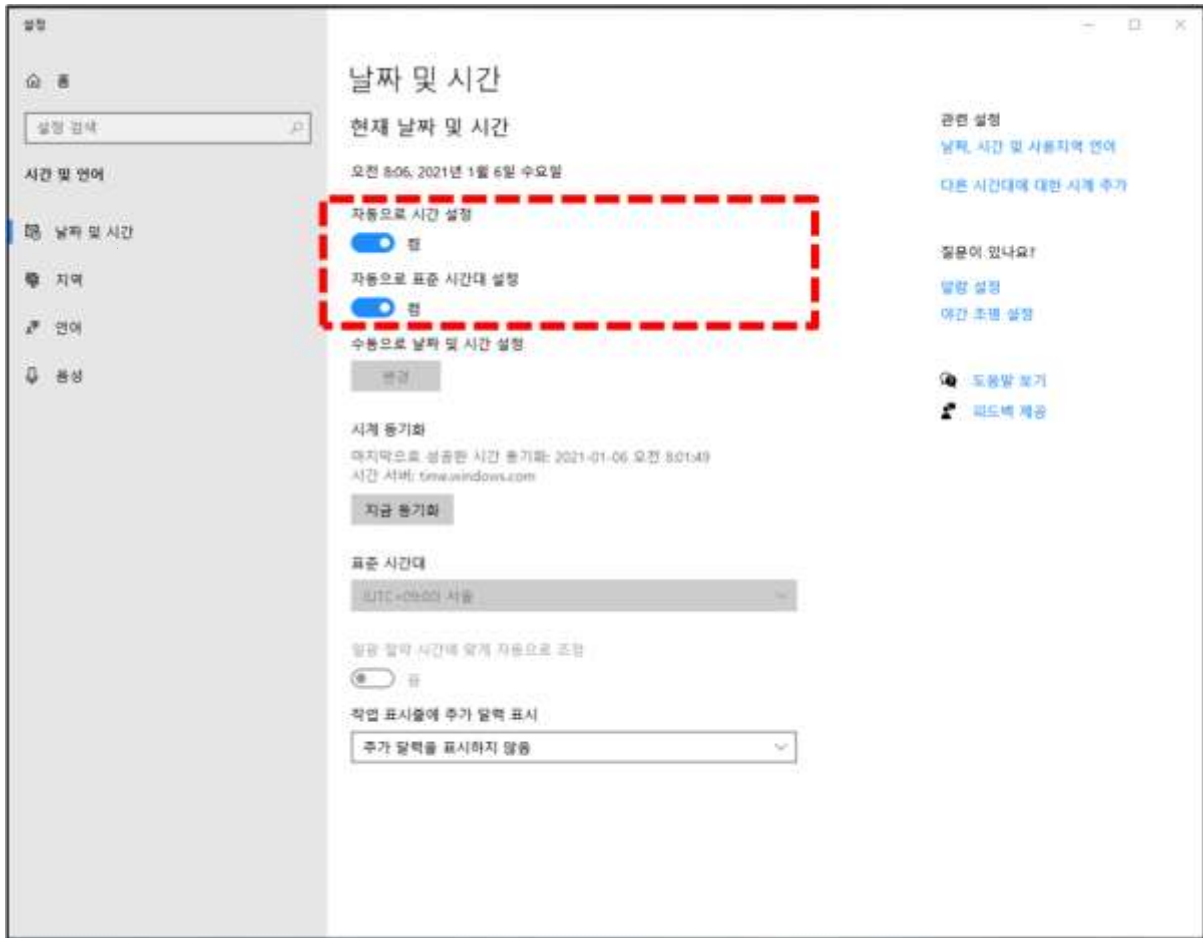 설정
홈
설정 검색
시간 및 언어
날짜 및 시간
지역
언어
음성
날짜 및 시간
현재 날짜 및 시간
오전 8:06, 2021년 1월 6일 수요일
자동으로 시간 설정
켬
자동으로 표준 시간대 설정
켬
수동으로 날짜 및 시간 설정
변경
시계 동기화
마지막으로 성공한 시간 동기화: 2021-01-06 오전 8:01:49
시간 서버: time.windows.com
지금 동기화
표준 시간대
(UTC+09:00) 서울
일광 절약 시간에 맞게 자동으로 조정
끔
작업 표시줄에 추가 달력 표시
추가 달력을 표시하지 않음
관련 설정
날짜, 시간 및 사용지역 언어
다른 시간대에 대한 시계 추가
질문이 있나요?
알람 설정
야간 조명 설정
도움말 보기
피드백 제공